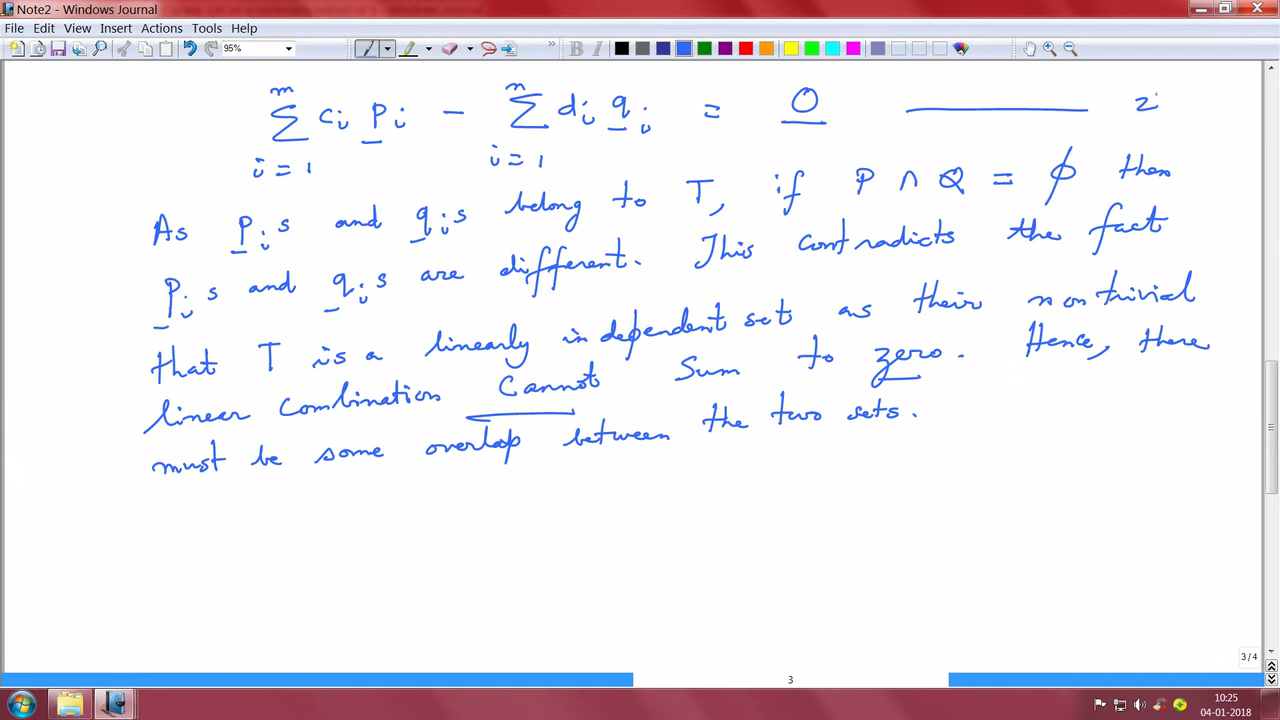 Note2 - Windows Journal
File Edit View Insert Actions Tools Help
95%
m n
∑ ci pi − ∑ di qi = 0 ——— 2
i = 1 i = 1
As pis and qis belong to T, if P ∩ Q = ϕ then
pis and qis are different. This contradicts the fact
that T is a linearly independent set as their nontrivial
linear combination cannot sum to zero. Hence, there
must be some overlap between the two sets.
3/4
3
10:25
04-01-2018